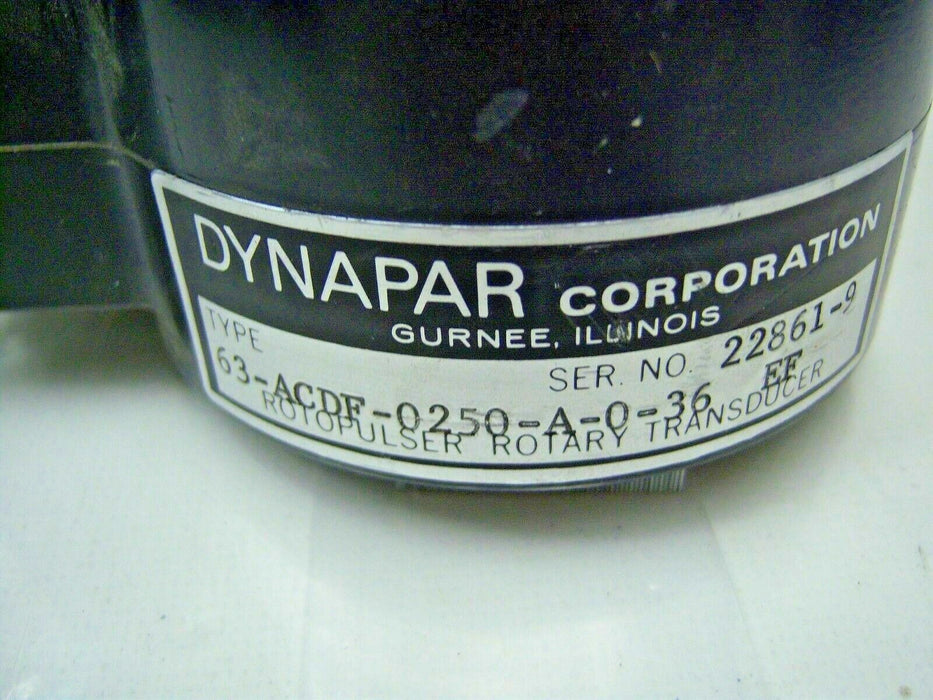 DYNAPAR CORPORATION
GURNEE, ILLINOIS
TYPE
SER. NO. 22861-9
63-ACDF-0250-A-0-36 EF
ROTOPULSER ROTARY TRANSDUCER